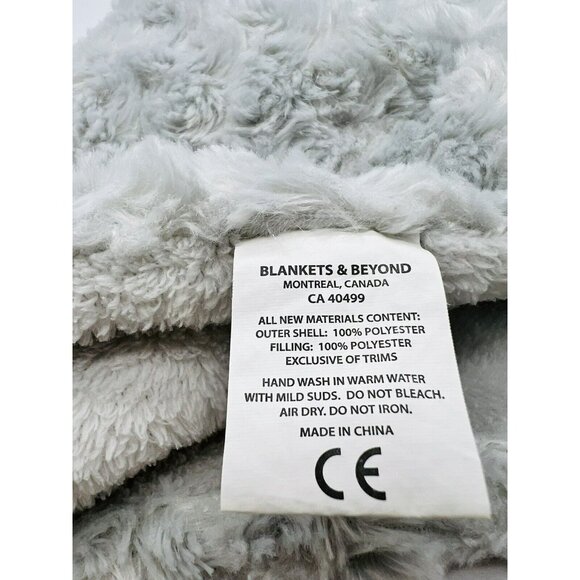 BLANKETS & BEYOND
MONTREAL, CANADA
CA 40499
ALL NEW MATERIALS CONTENT:
OUTER SHELL: 100% POLYESTER
FILLING: 100% POLYESTER
EXCLUSIVE OF TRIMS
HAND WASH IN WARM WATER
WITH MILD SUDS. DO NOT BLEACH.
AIR DRY. DO NOT IRON.
MADE IN CHINA
CE